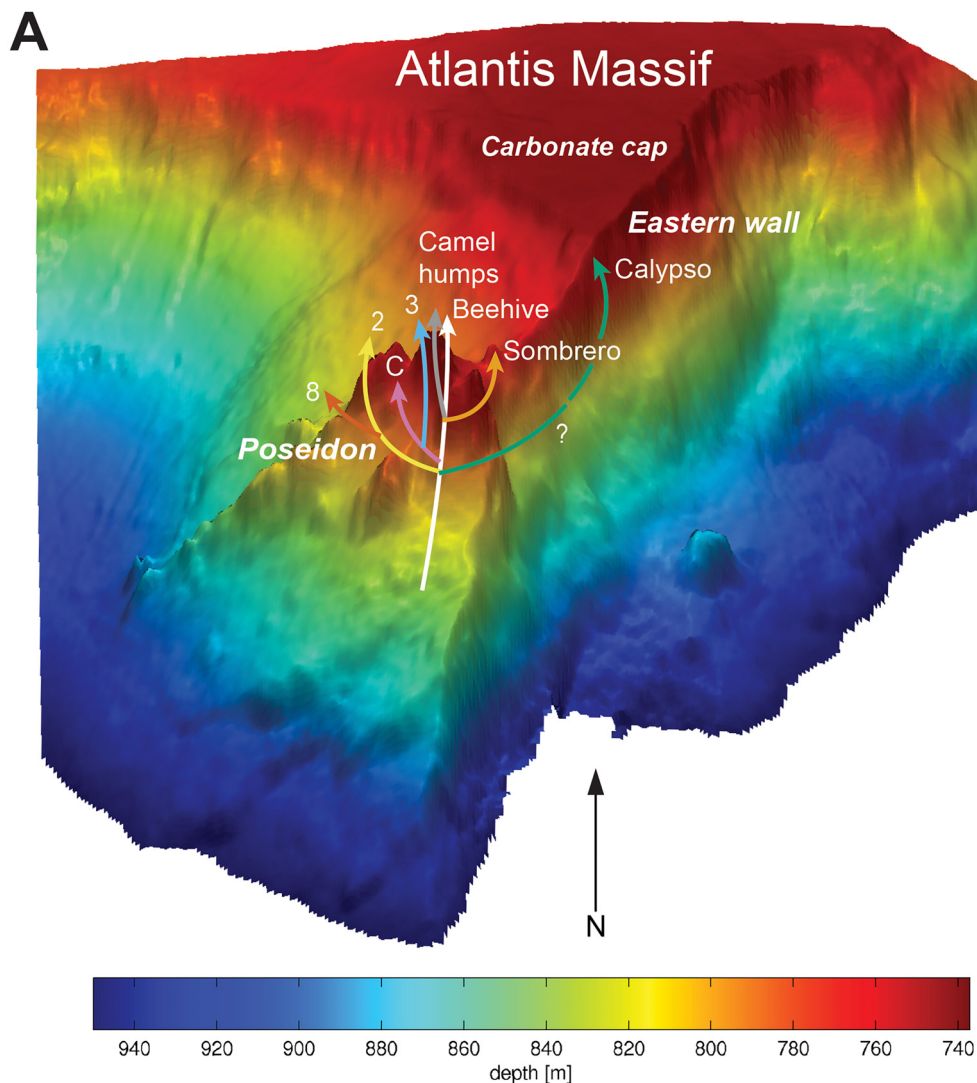 A
Atlantis Massif
Carbonate cap
Eastern wall
Camel
humps
Calypso
3
Beehive
2
Sombrero
C
8
?
Poseidon
N
940 920 900 880 860 840 820 800 780 760 740
depth [m]